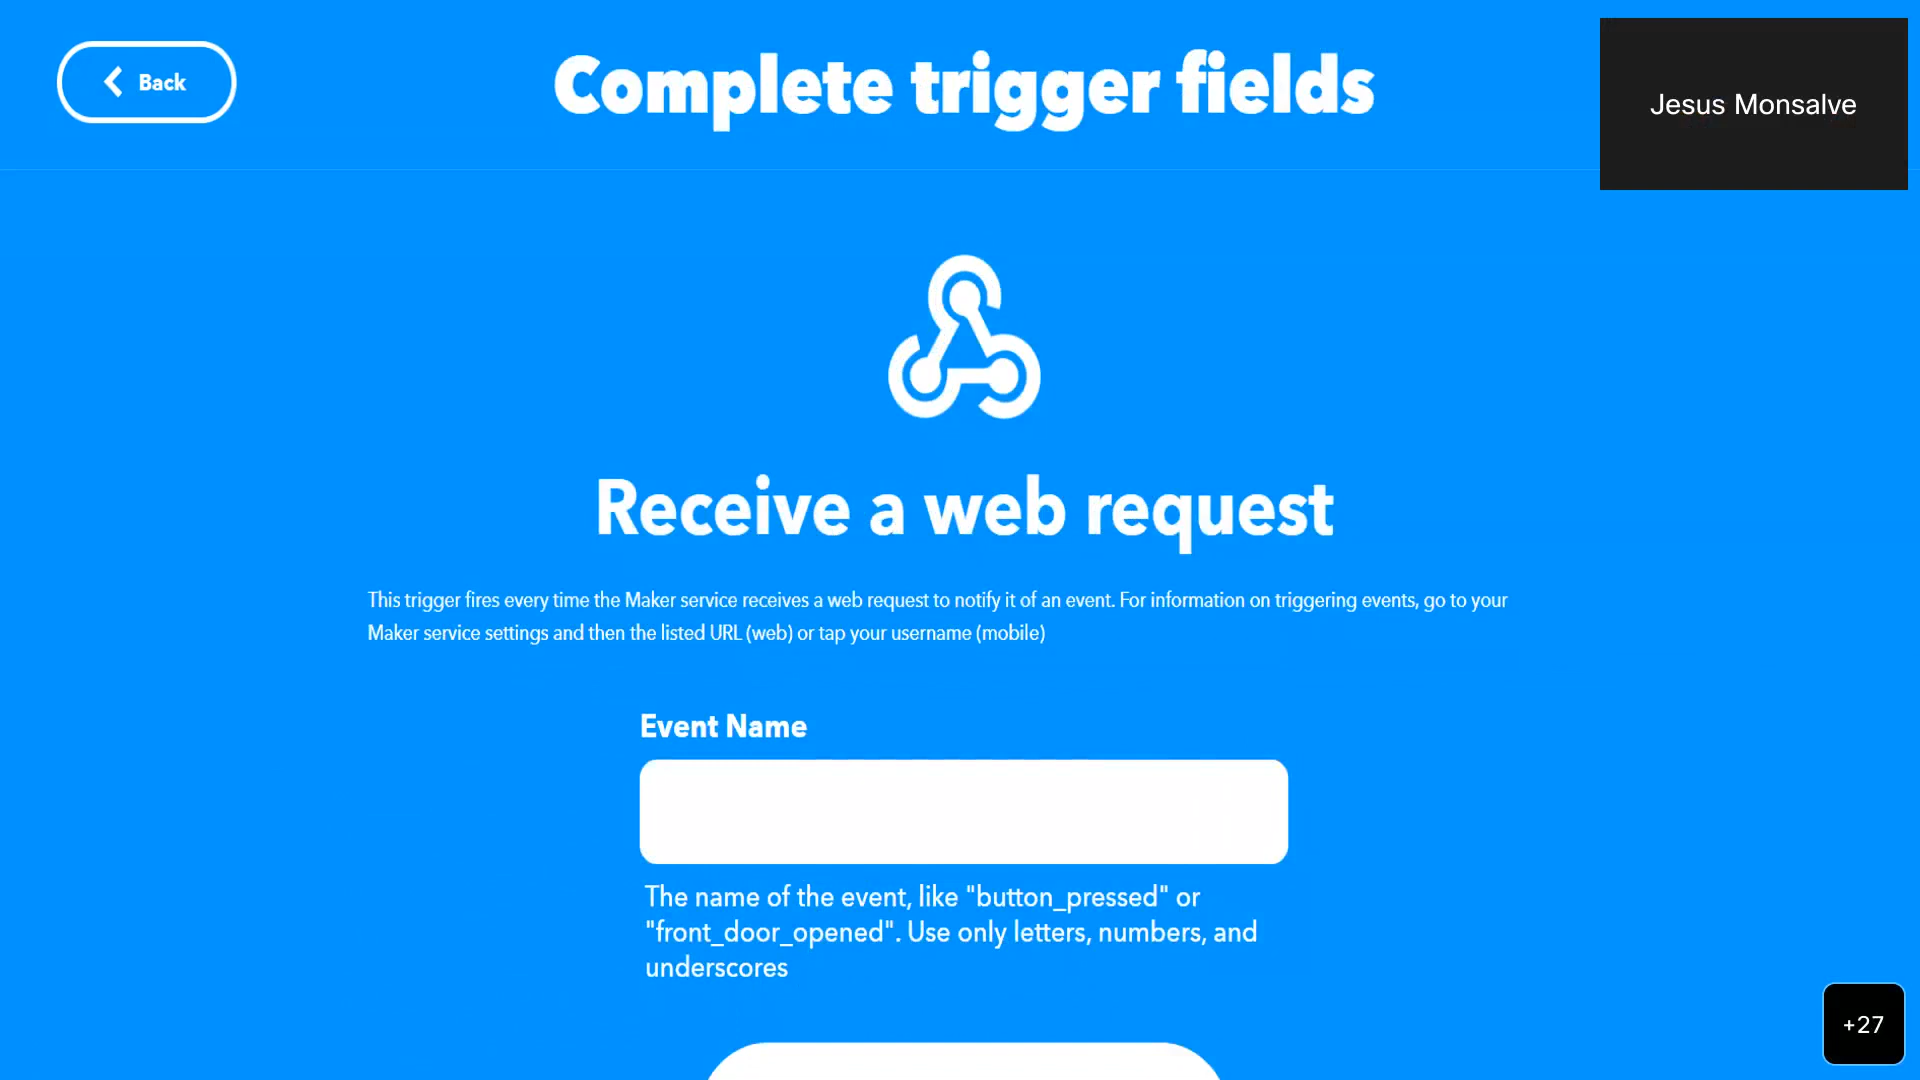 Back
Complete trigger fields
Jesus Monsalve
Receive a web request
This trigger fires every time the Maker service receives a web request to notify it of an event. For information on triggering events, go to your
Maker service settings and then the listed URL (web) or tap your username (mobile)
Event Name
The name of the event, like "button_pressed" or
"front_door_opened". Use only letters, numbers, and
underscores
+27